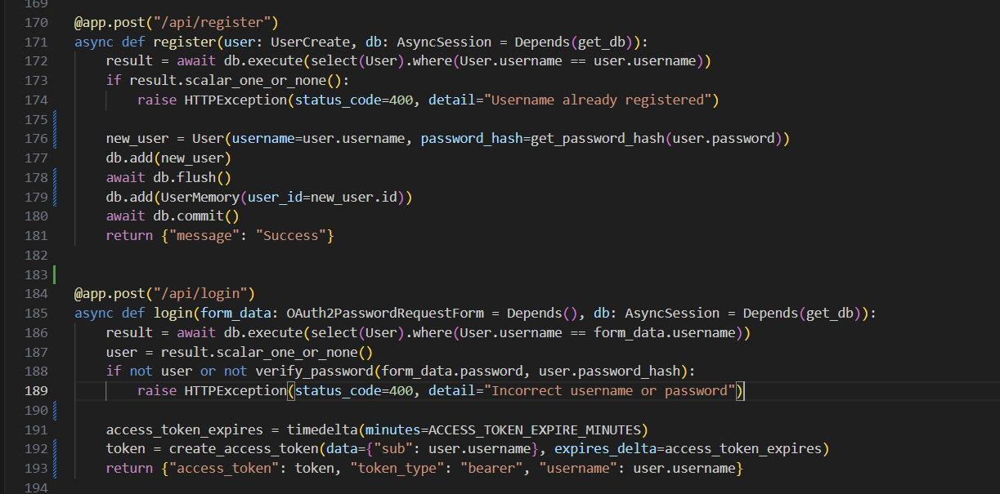 169
170 @app.post("/api/register")
171 async def register(user: UserCreate, db: AsyncSession = Depends(get_db)):
172     result = await db.execute(select(User).where(User.username == user.username))
173     if result.scalar_one_or_none():
174         raise HTTPException(status_code=400, detail="Username already registered")
175
176     new_user = User(username=user.username, password_hash=get_password_hash(user.password))
177     db.add(new_user)
178     await db.flush()
179     db.add(UserMemory(user_id=new_user.id))
180     await db.commit()
181     return {"message": "Success"}
182
183
184 @app.post("/api/login")
185 async def login(form_data: OAuth2PasswordRequestForm = Depends(), db: AsyncSession = Depends(get_db)):
186     result = await db.execute(select(User).where(User.username == form_data.username))
187     user = result.scalar_one_or_none()
188     if not user or not verify_password(form_data.password, user.password_hash):
189         raise HTTPException(status_code=400, detail="Incorrect username or password")
190
191     access_token_expires = timedelta(minutes=ACCESS_TOKEN_EXPIRE_MINUTES)
192     token = create_access_token(data={"sub": user.username}, expires_delta=access_token_expires)
193     return {"access_token": token, "token_type": "bearer", "username": user.username}
194